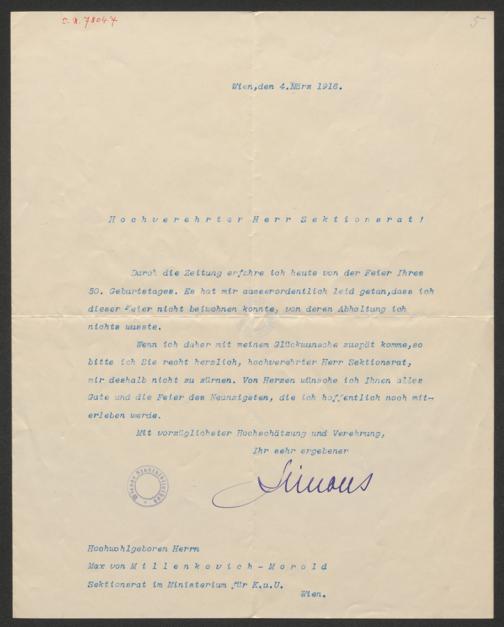 5
Wien,den 4.März 1916.
Hochverehrter Herr Sektionsrat!
Durch die Zeitung erfahre ich heute von der Feier Ihres
50. Geburtstages. Es hat mir ausserordentlich leid getan,dass ich
dieser Feier nicht beiwohnen konnte, von deren Abhaltung ich
nichts wusste.
Wenn ich daher mit meinem Glückwunsche zuspät komme,so
bitte ich Sie recht herzlich, hochverehrter Herr Sektionsrat,
mir deshalb nicht zu zürnen. Von Herzen wünsche ich Ihnen alles
Gute und die Feier des Neunzigsten, die ich hoffentlich noch mit-
erleben werde.
Mit vorzüglichster Hochschätzung und Verehrung,
Ihr sehr ergebener
Simons
Hochwohlgeboren Herrn
Max von Millenkovich-Morold
Sektionsrat im Ministerium für K.u.U.
Wien.